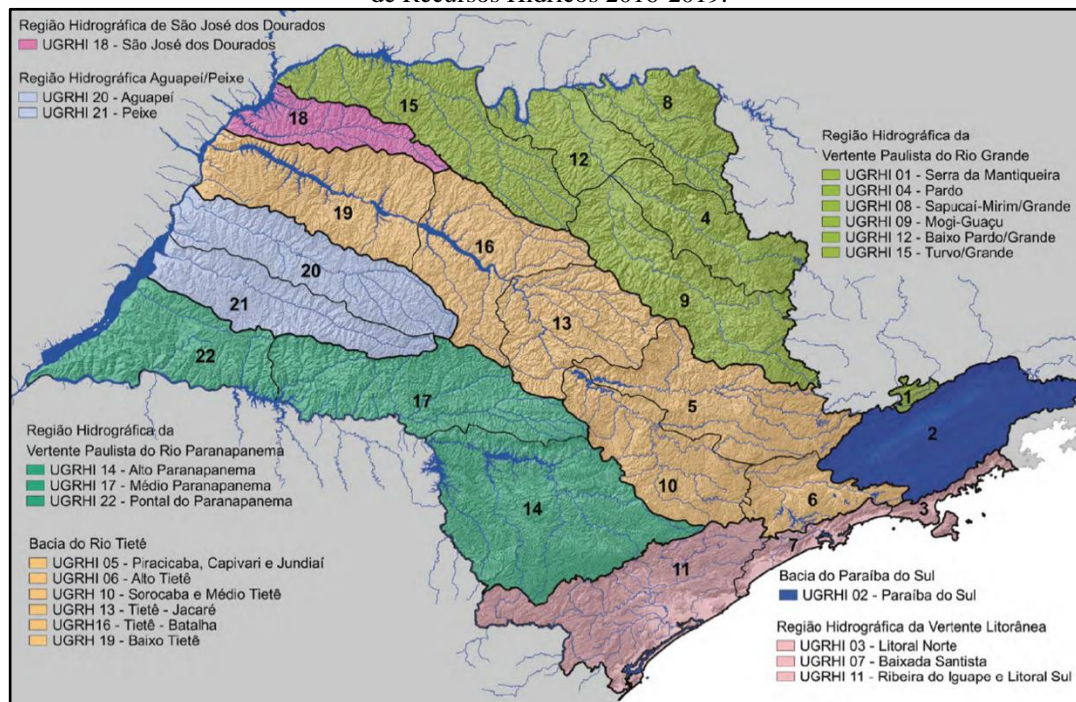 de Recursos Hídricos 2016-2019.
Região Hidrográfica de São José dos Dourados
UGRHI 18 - São José dos Dourados
Região Hidrográfica Aguapeí/Peixe
UGRHI 20 - Aguapeí
UGRHI 21 - Peixe
Região Hidrográfica da
Vertente Paulista do Rio Grande
UGRHI 01 - Serra da Mantiqueira
UGRHI 04 - Pardo
UGRHI 08 - Sapucaí-Mirim/Grande
UGRHI 09 - Mogi-Guaçu
UGRHI 12 - Baixo Pardo/Grande
UGRHI 15 - Turvo/Grande
15
8
18
12
4
19
16
20
9
21
13
22
1
17
5
2
10
6
14
3
7
11
Região Hidrográfica da
Vertente Paulista do Rio Paranapanema
UGRHI 14 - Alto Paranapanema
UGRHI 17 - Médio Paranapanema
UGRHI 22 - Pontal do Paranapanema
Bacia do Rio Tietê
UGRHI 05 - Piracicaba, Capivari e Jundiaí
UGRHI 06 - Alto Tietê
UGRH 10 - Sorocaba e Médio Tietê
UGRH 13 - Tietê - Jacaré
UGRH16 - Tietê - Batalha
UGRH 19 - Baixo Tietê
Bacia do Paraíba do Sul
UGRHI 02 - Paraíba do Sul
Região Hidrográfica da Vertente Litorânea
UGRHI 03 - Litoral Norte
UGRHI 07 - Baixada Santista
UGRHI 11 - Ribeira do Iguape e Litoral Sul